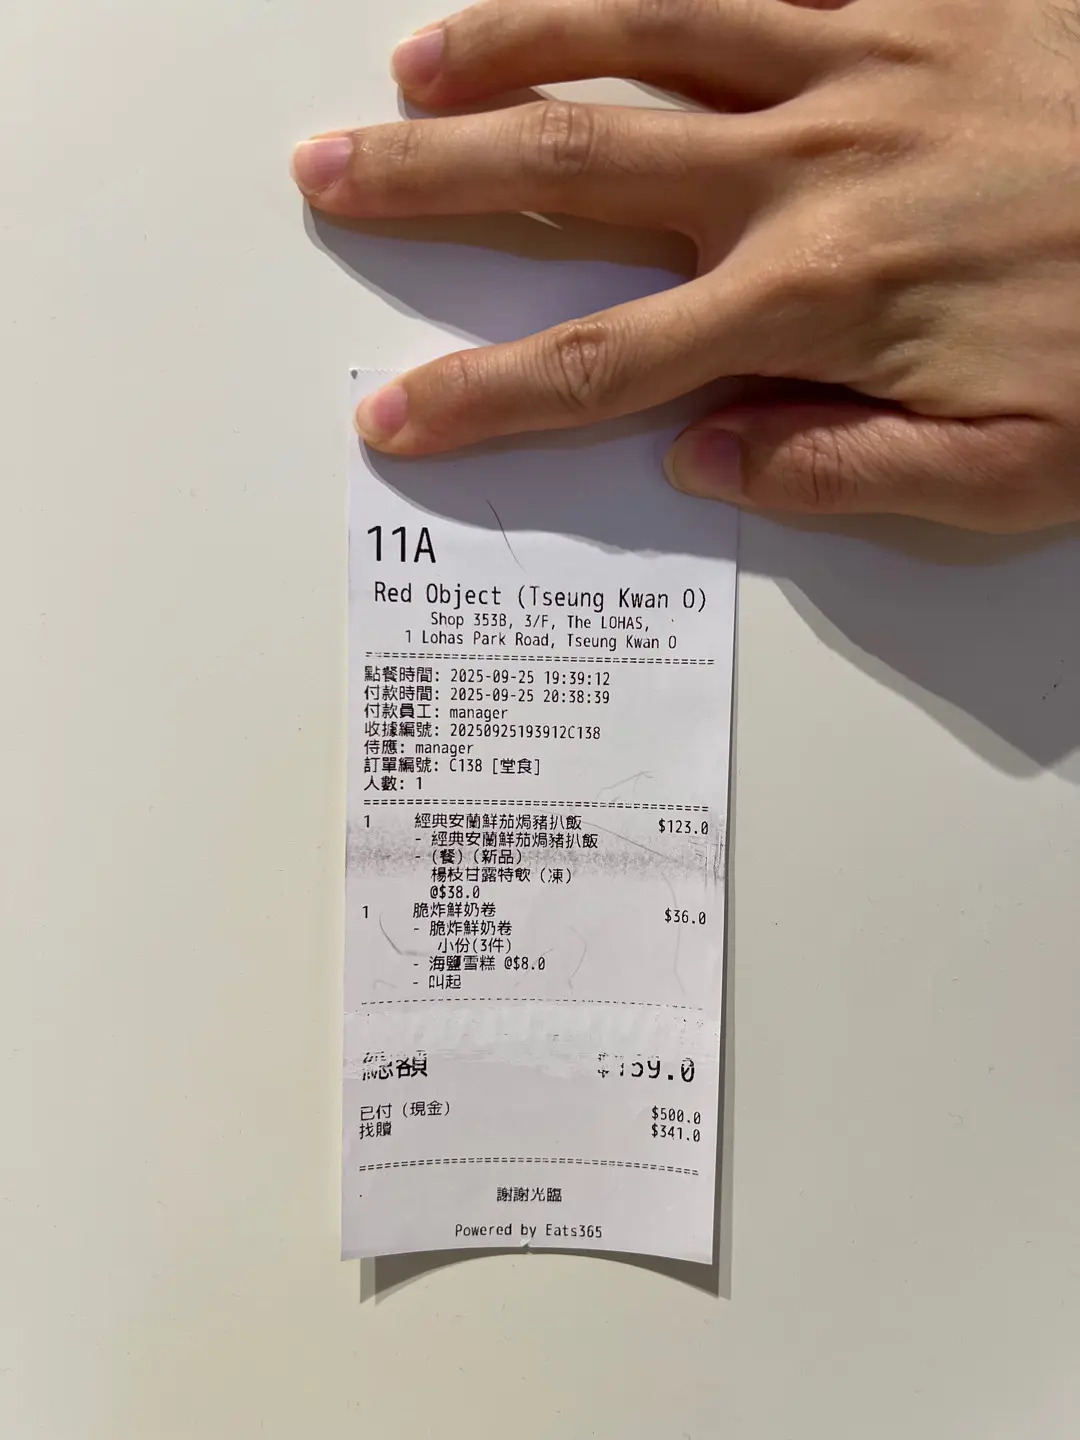 11A
Red Object (Tseung Kwan O)
Shop 353B, 3/F, The LOHAS,
1 Lohas Park Road, Tseung Kwan O
點餐時間: 2025-09-25 19:39:12
付款時間: 2025-09-25 20:38:39
付款員工: manager
收據編號: 20250925193912C138
侍應: manager
訂單編號: C138 [堂食]
人數: 1
1 經典安蘭鮮茄焗豬扒飯 $123.0
- 經典安蘭鮮茄焗豬扒飯
- (餐) (新品)
楊枝甘露特飲 (凍)
@$38.0
1 脆炸鮮奶卷 $36.0
- 脆炸鮮奶卷
小份(3件)
- 海鹽雪糕 @$8.0
- 叫起
總額 $159.0
已付 (現金) $500.0
找贖 $341.0
謝謝光臨
Powered by Eats365